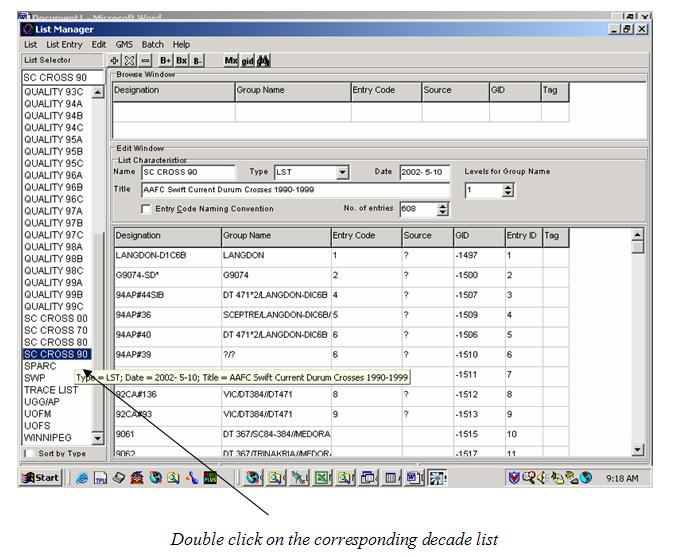 Document1 - Microsoft Word
List Manager
List List Entry Edit GMS Batch Help
List Selector B+ Bx B- Mx gid
SC CROSS 90
QUALITY 93C
QUALITY 94A
QUALITY 94B
QUALITY 94C
QUALITY 95A
QUALITY 95B
QUALITY 95C
QUALITY 96A
QUALITY 96B
QUALITY 96C
QUALITY 97A
QUALITY 97B
QUALITY 97C
QUALITY 98A
QUALITY 98B
QUALITY 98C
QUALITY 99A
QUALITY 99B
QUALITY 99C
SC CROSS 00
SC CROSS 70
SC CROSS 80
SC CROSS 90
SPARC
SWP
TRACE LIST
UGG/AP
UOFM
UOFS
WINNIPEG
Sort by Type
Browse Window
Designation Group Name Entry Code Source GID Tag
Edit Window
List Characteristics
Name SC CROSS 90 Type LST Date 2002- 5-10 Levels for Group Name
Title AAFC Swift Current Durum Crosses 1990-1999 1
Entry Code Naming Convention No. of entries 608
Designation Group Name Entry Code Source GID Entry ID Tag
LANGDON-D1C6B LANGDON 1 ? -1497 1
G9074-SD* G9074 2 ? -1500 2
94AP#44SIB DT 471*2/LANGDON-DIC6B 4 ? -1507 3
94AP#36 SCEPTRE/LANGDON-DIC6B/ 5 ? -1509 4
94AP#40 DT 471*2/LANGDON-DIC6B 6 ? -1506 5
94AP#39 ?/? 6 ? -1510 6
Type = LST; Date = 2002- 5-10; Title = AAFC Swift Current Durum Crosses 1990-1999 -1511 7
92CA#136 VIC/DT384//DT471 8 ? -1512 8
92CA#93 VIC/DT384//DT471 9 ? -1513 9
9061 DT 367/SC84-384//MEDORA -1515 10
9062 DT 367/TRINAKRIA//MEDOR -1517 11
Start 9:18 AM
Double click on the corresponding decade list